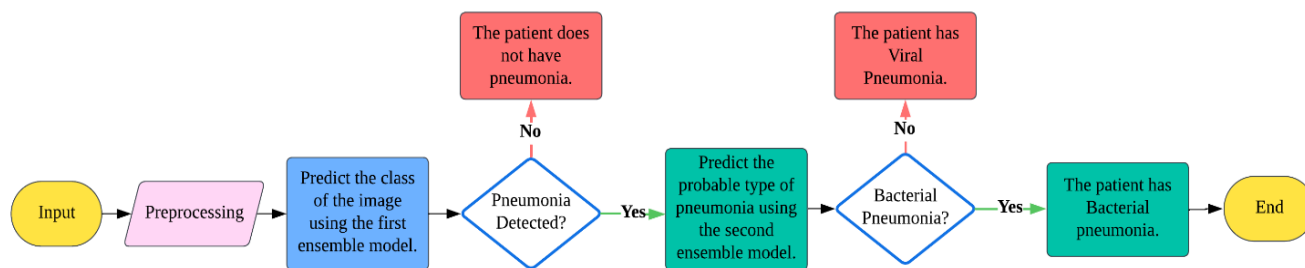 Input
Preprocessing
Predict the class
of the image
using the first
ensemble model.
Pneumonia
Detected?
No
The patient does
not have
pneumonia.
Yes
Predict the
probable type of
pneumonia using
the second
ensemble model.
Bacterial
Pneumonia?
No
The patient has
Viral
Pneumonia.
Yes
The patient has
Bacterial
pneumonia.
End